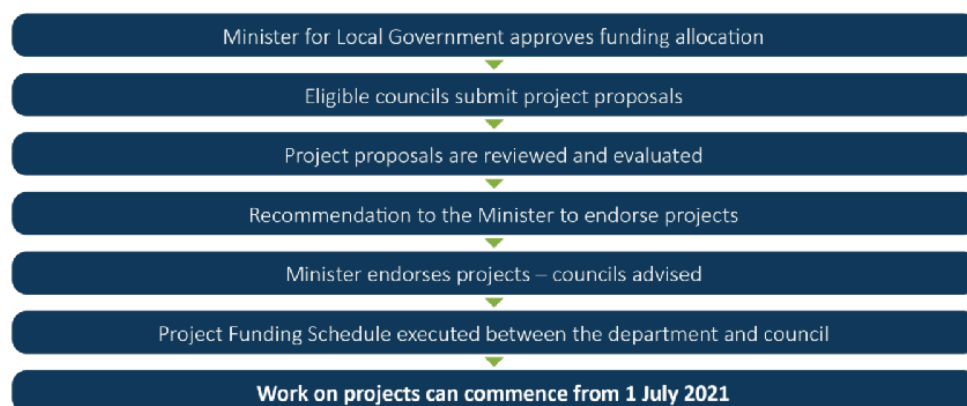 Minister for Local Government approves funding allocation
Eligible councils submit project proposals
Project proposals are reviewed and evaluated
Recommendation to the Minister to endorse projects
Minister endorses projects – councils advised
Project Funding Schedule executed between the department and council
Work on projects can commence from 1 July 2021